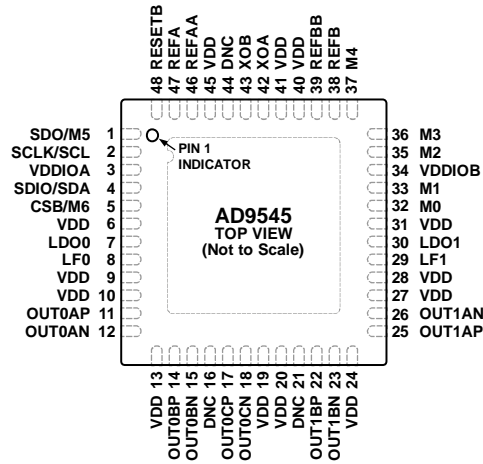 48 RESETB
47 REFA
46 REFAA
45 VDD
44 DNC
43 XOB
42 XOA
41 VDD
40 VDD
39 REFBB
38 REFB
37 M4
SDO/M5 1
SCLK/SCL 2
VDDIOA 3
SDIO/SDA 4
CSB/M6 5
VDD 6
LDO0 7
LF0 8
VDD 9
VDD 10
OUT0AP 11
OUT0AN 12
PIN 1
INDICATOR
AD9545
TOP VIEW
(Not to Scale)
36 M3
35 M2
34 VDDIOB
33 M1
32 M0
31 VDD
30 LDO1
29 LF1
28 VDD
27 VDD
26 OUT1AN
25 OUT1AP
VDD 13
OUT0BP 14
OUT0BN 15
DNC 16
OUT0CP 17
OUT0CN 18
VDD 19
VDD 20
DNC 21
OUT1BP 22
OUT1BN 23
VDD 24